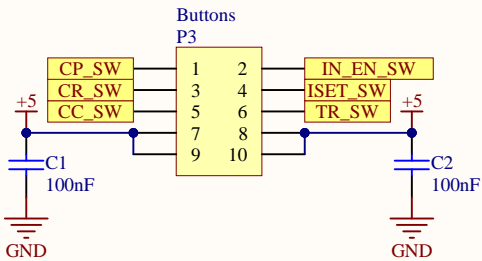 Buttons
P3
CP_SW 1 2 IN_EN_SW
CR_SW 3 4 ISET_SW
+5 CC_SW 5 6 TR_SW +5
7 8
9 10
C1 C2
100nF 100nF
GND GND